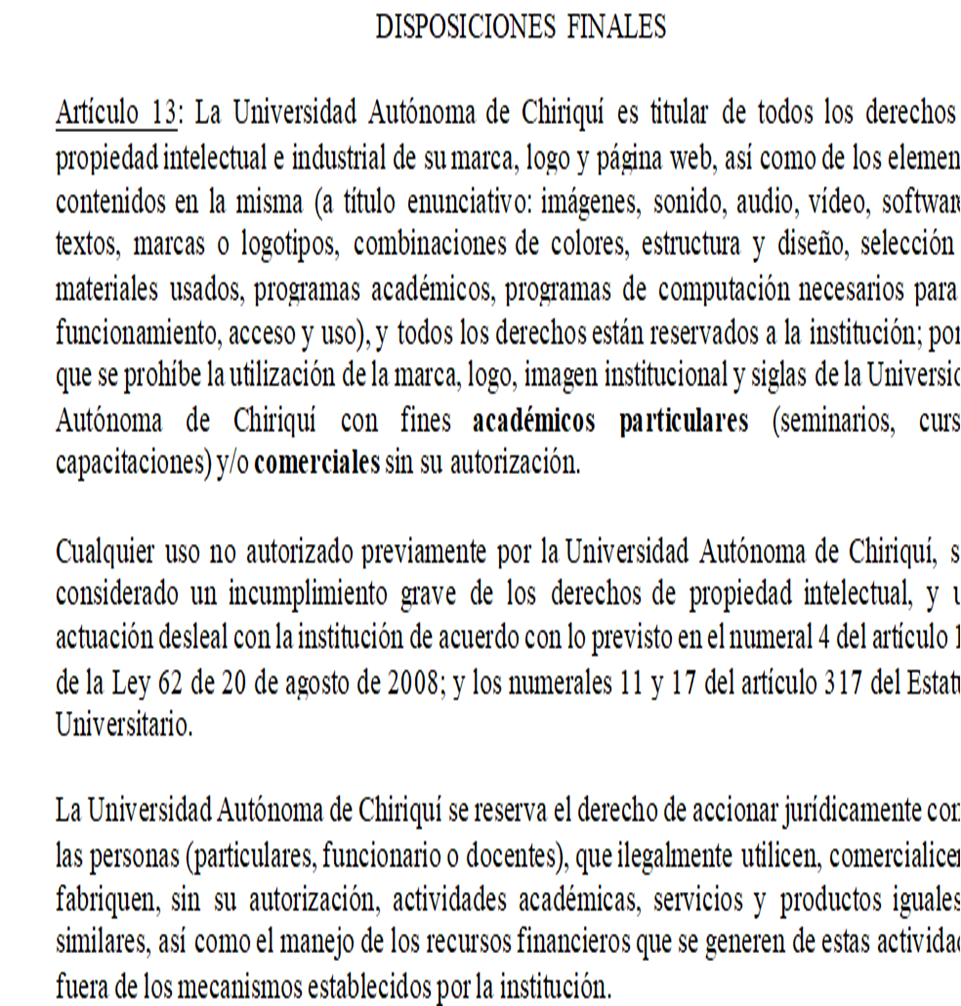 DISPOSICIONES FINALES
Artículo 13: La Universidad Autónoma de Chiriquí es titular de todos los derechos
propiedad intelectual e industrial de su marca, logo y página web, así como de los elemen
contenidos en la misma (a título enunciativo: imágenes, sonido, audio, vídeo, softwar
textos, marcas o logotipos, combinaciones de colores, estructura y diseño, selección
materiales usados, programas académicos, programas de computación necesarios para
funcionamiento, acceso y uso), y todos los derechos están reservados a la institución; por
que se prohíbe la utilización de la marca, logo, imagen institucional y siglas de la Universid
Autónoma de Chiriquí con fines académicos particulares (seminarios, curs
capacitaciones) y/o comerciales sin su autorización.
Cualquier uso no autorizado previamente por la Universidad Autónoma de Chiriquí, s
considerado un incumplimiento grave de los derechos de propiedad intelectual, y u
actuación desleal con la institución de acuerdo con lo previsto en el numeral 4 del artículo 1
de la Ley 62 de 20 de agosto de 2008; y los numerales 11 y 17 del artículo 317 del Estatu
Universitario.
La Universidad Autónoma de Chiriquí se reserva el derecho de accionar jurídicamente con
las personas (particulares, funcionario o docentes), que ilegalmente utilicen, comercialicen
fabriquen, sin su autorización, actividades académicas, servicios y productos iguales
similares, así como el manejo de los recursos financieros que se generen de estas actividad
fuera de los mecanismos establecidos por la institución.